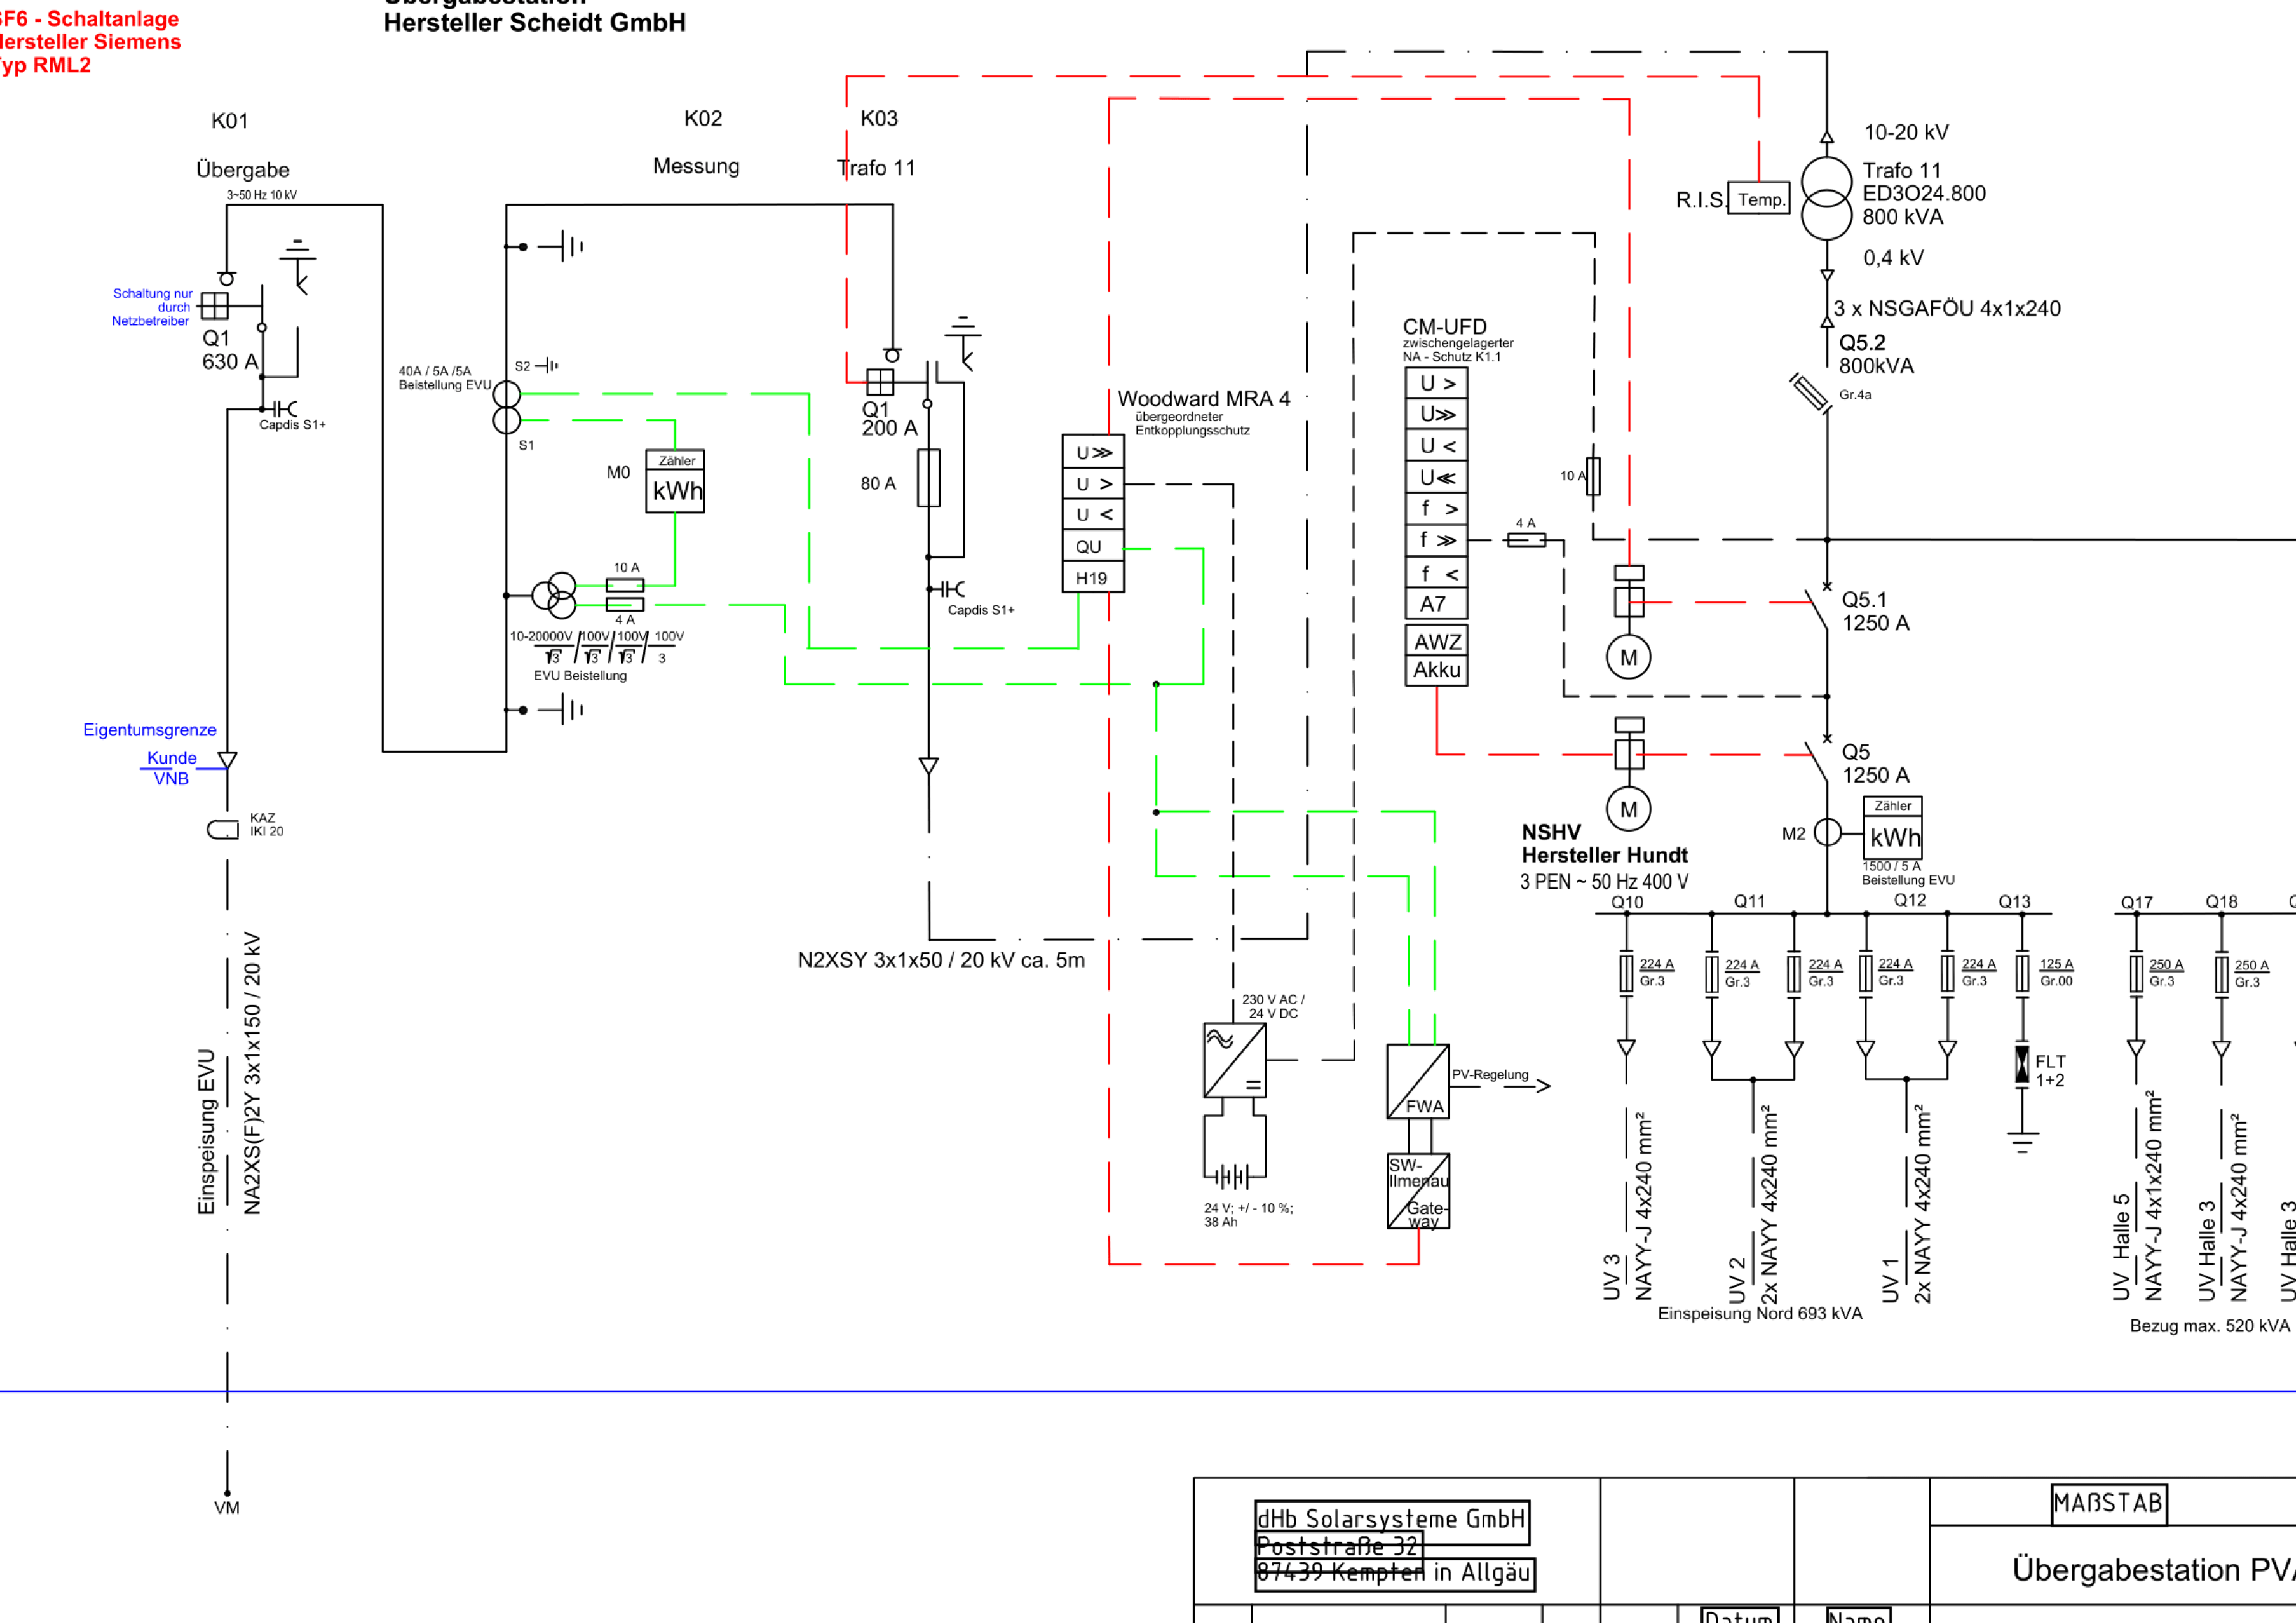 SF6 - Schaltanlage
Hersteller Siemens
Typ RML2
Übergabestation
Hersteller Scheidt GmbH
K01
Übergabe
3~50 Hz 10 kV
K02
Messung
K03
Trafo 11
Schaltung nur
durch
Netzbetreiber
Q1
630 A
Capdis S1+
40A / 5A /5A
Beistellung EVU
S2
S1
M0
Zähler
kWh
10 A
4 A
10-20000V / 100V / 100V / 100V
√3 / √3 / √3 / 3
EVU Beistellung
Q1
200 A
80 A
Capdis S1+
Woodward MRA 4
übergeordneter
Entkopplungsschutz
U ≫
U >
U <
QU
H19
CM-UFD
zwischengelagerter
NA - Schutz K1.1
U >
U≫
U <
U≪
f >
f ≫
f <
A7
AWZ
Akku
4 A
10 A
R.I.S.
Temp.
10-20 kV
Trafo 11
ED3O24.800
800 kVA
0,4 kV
3 x NSGAFÖU 4x1x240
Q5.2
800kVA
Gr.4a
Q5.1
1250 A
M
Q5
1250 A
M
M2
Zähler
kWh
1500 / 5 A
Beistellung EVU
NSHV
Hersteller Hundt
3 PEN ~ 50 Hz 400 V
Eigentumsgrenze
Kunde
VNB
KAZ
IKI 20
Einspeisung EVU
NA2XS(F)2Y 3x1x150 / 20 kV
VM
N2XSY 3x1x50 / 20 kV ca. 5m
230 V AC /
24 V DC
24 V; +/ - 10 %;
38 Ah
FWA
PV-Regelung
SW-
Ilmenau
Gate-
way
Q10
Q11
Q12
Q13
Q17
Q18
224 A
Gr.3
224 A
Gr.3
224 A
Gr.3
224 A
Gr.3
224 A
Gr.3
125 A
Gr.00
250 A
Gr.3
250 A
Gr.3
FLT
1+2
UV 3
NAYY-J 4x240 mm²
UV 2
2x NAYY 4x240 mm²
UV 1
2x NAYY 4x240 mm²
UV Halle 5
NAYY-J 4x1x240 mm²
UV Halle 3
NAYY-J 4x240 mm²
UV Halle 3
Einspeisung Nord 693 kVA
Bezug max. 520 kVA
dHb Solarsysteme GmbH
Poststraße 32
87439 Kempten in Allgäu
MAßSTAB
Übergabestation PVA
Datum
Name